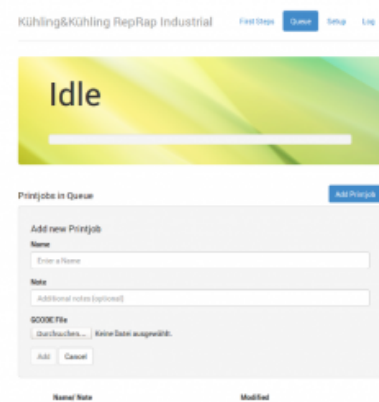 Kühling&Kühling RepRap Industrial First Steps Queue Setup Log
Idle
Printjobs in Queue Add Printjob
Add new Printjob
Name
Enter a Name
Note
Additional notes (optional)
GCODE File
Durchsuchen... Keine Datei ausgewählt.
Add Cancel
Name/ Note Modified